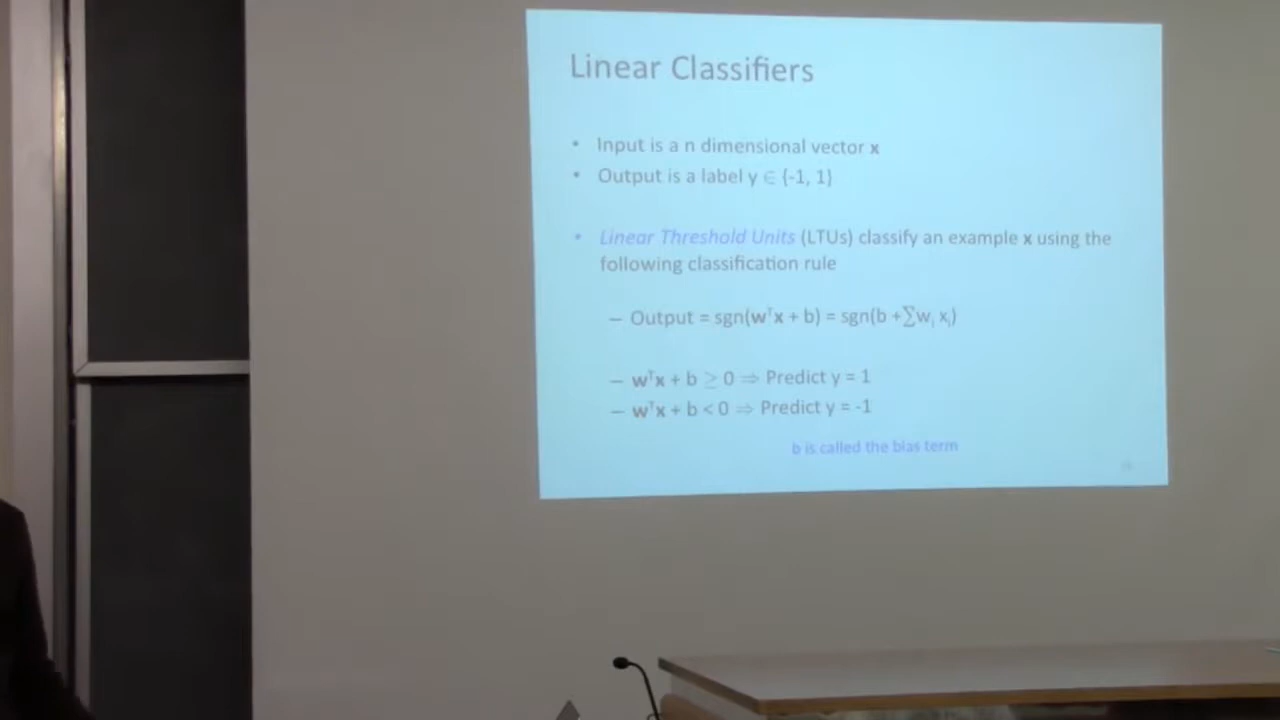 Linear Classifiers
• Input is a n dimensional vector x
• Output is a label y ∈ {-1, 1}
• Linear Threshold Units (LTUs) classify an example x using the
following classification rule
– Output = sgn(wᵀx + b) = sgn(b +∑wᵢ xᵢ)
– wᵀx + b ≥ 0 ⇒ Predict y = 1
– wᵀx + b < 0 ⇒ Predict y = -1
b is called the bias term